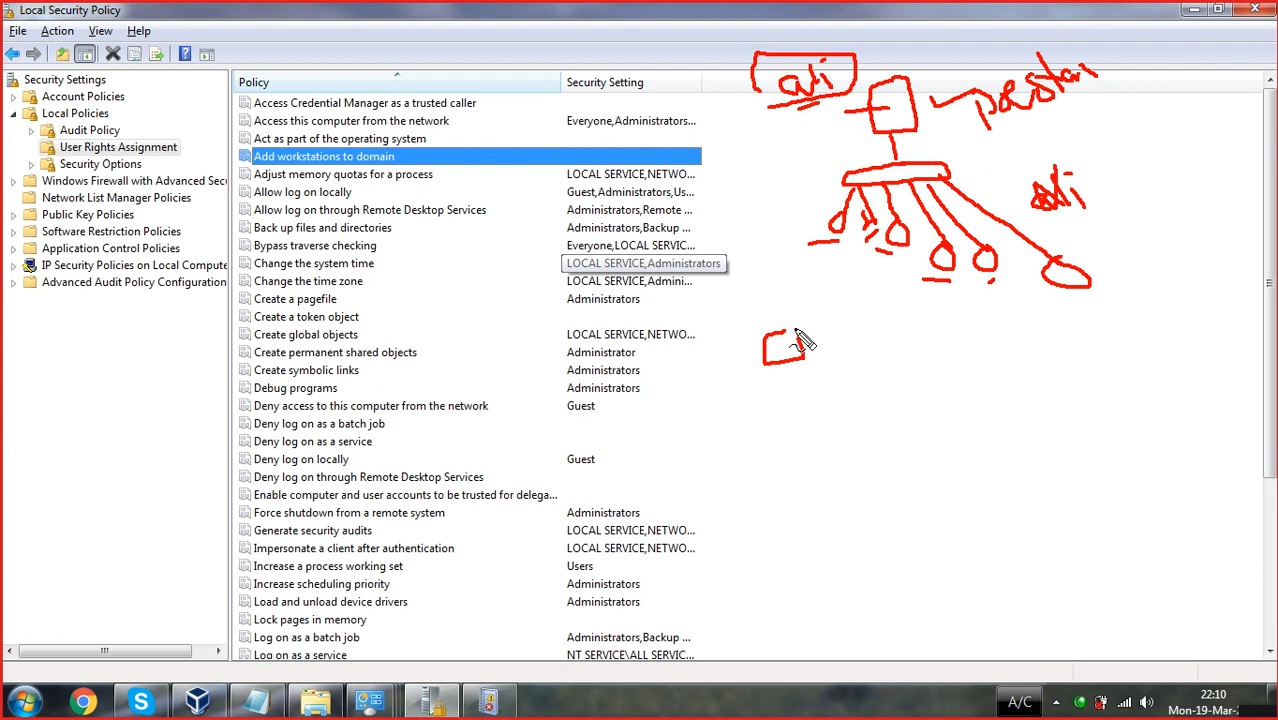 Local Security Policy
File Action View Help
Security Settings
Account Policies
Local Policies
Audit Policy
User Rights Assignment
Security Options
Windows Firewall with Advanced Secu
Network List Manager Policies
Public Key Policies
Software Restriction Policies
Application Control Policies
IP Security Policies on Local Compute
Advanced Audit Policy Configuration
Policy Security Setting
Access Credential Manager as a trusted caller
Access this computer from the network Everyone,Administrators...
Act as part of the operating system
Add workstations to domain
Adjust memory quotas for a process LOCAL SERVICE,NETWO...
Allow log on locally Guest,Administrators,Us...
Allow log on through Remote Desktop Services Administrators,Remote ...
Back up files and directories Administrators,Backup ...
Bypass traverse checking Everyone,LOCAL SERVIC...
Change the system time LOCAL SERVICE,Administrators
Change the time zone LOCAL SERVICE,Admini...
Create a pagefile Administrators
Create a token object
Create global objects LOCAL SERVICE,NETWO...
Create permanent shared objects Administrator
Create symbolic links Administrators
Debug programs Administrators
Deny access to this computer from the network Guest
Deny log on as a batch job
Deny log on as a service
Deny log on locally Guest
Deny log on through Remote Desktop Services
Enable computer and user accounts to be trusted for delega...
Force shutdown from a remote system Administrators
Generate security audits LOCAL SERVICE,NETWO...
Impersonate a client after authentication LOCAL SERVICE,NETWO...
Increase a process working set Users
Increase scheduling priority Administrators
Load and unload device drivers Administrators
Lock pages in memory
Log on as a batch job Administrators,Backup ...
Log on as a service NT SERVICE\ALL SERVIC...
ali
ali
A/C
22:10
Mon-19-Mar-2